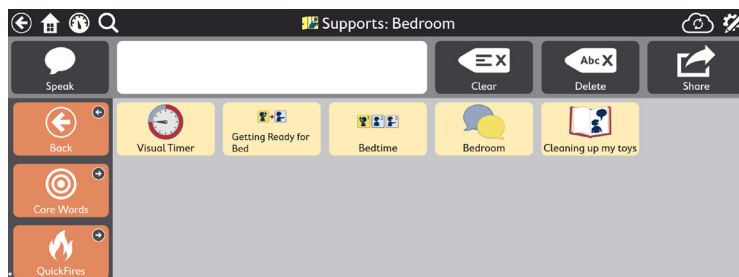 Supports: Bedroom
Speak
Clear
Abc X
Delete
Share
Back
Visual Timer
Getting Ready for
Bed
Bedtime
Bedroom
Cleaning up my toys
Core Words
QuickFires